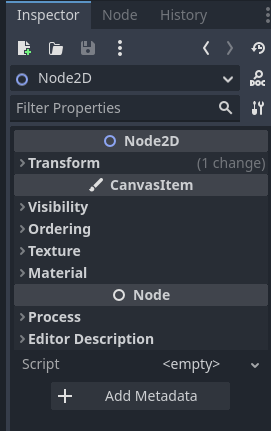 Inspector Node History
Node2D
DOC
Filter Properties
Node2D
Transform (1 change)
CanvasItem
Visibility
Ordering
Texture
Material
Node
Process
Editor Description
Script <empty>
Add Metadata